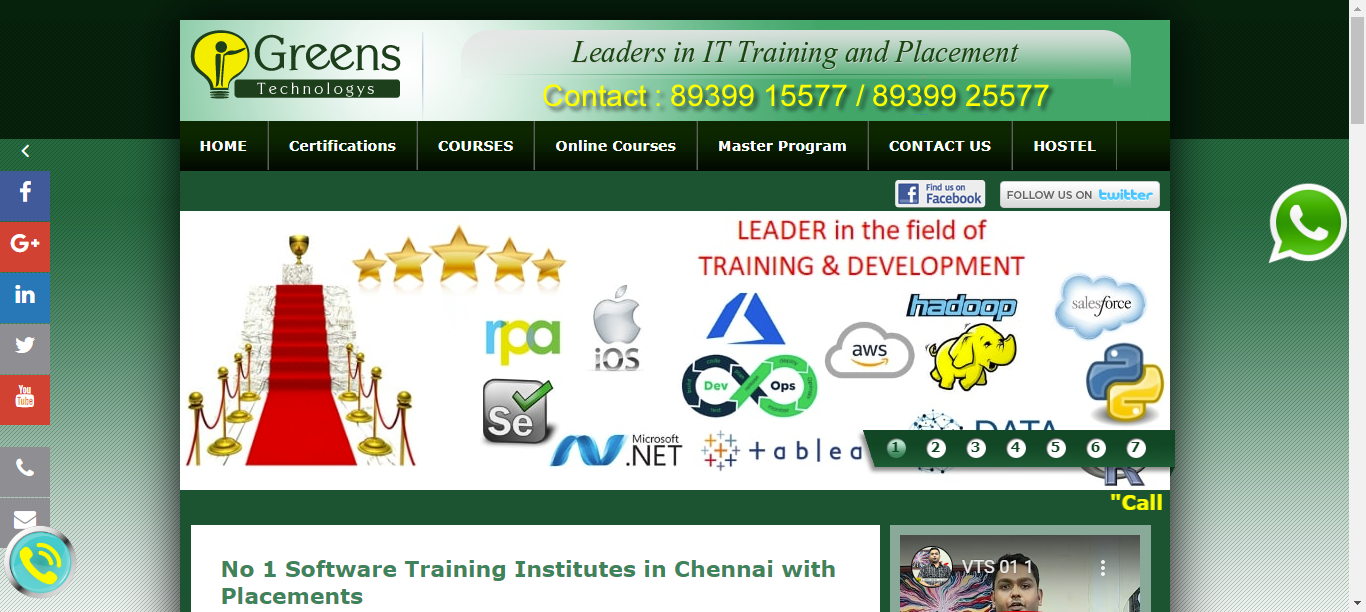 Greens
Technologys
Leaders in IT Training and Placement
Contact : 89399 15577 / 89399 25577
HOME
Certifications
COURSES
Online Courses
Master Program
CONTACT US
HOSTEL
Find us on
Facebook
FOLLOW US ON twitter
G+
in
You
Tube
LEADER in the field of
TRAINING & DEVELOPMENT
rpa
iOS
hadoop
salesforce
aws
Dev Ops
Se
Microsoft
.NET
+ a b l e a
DATA
R
1 2 3 4 5 6 7
"Call
No 1 Software Training Institutes in Chennai with
Placements
VTS 01 1